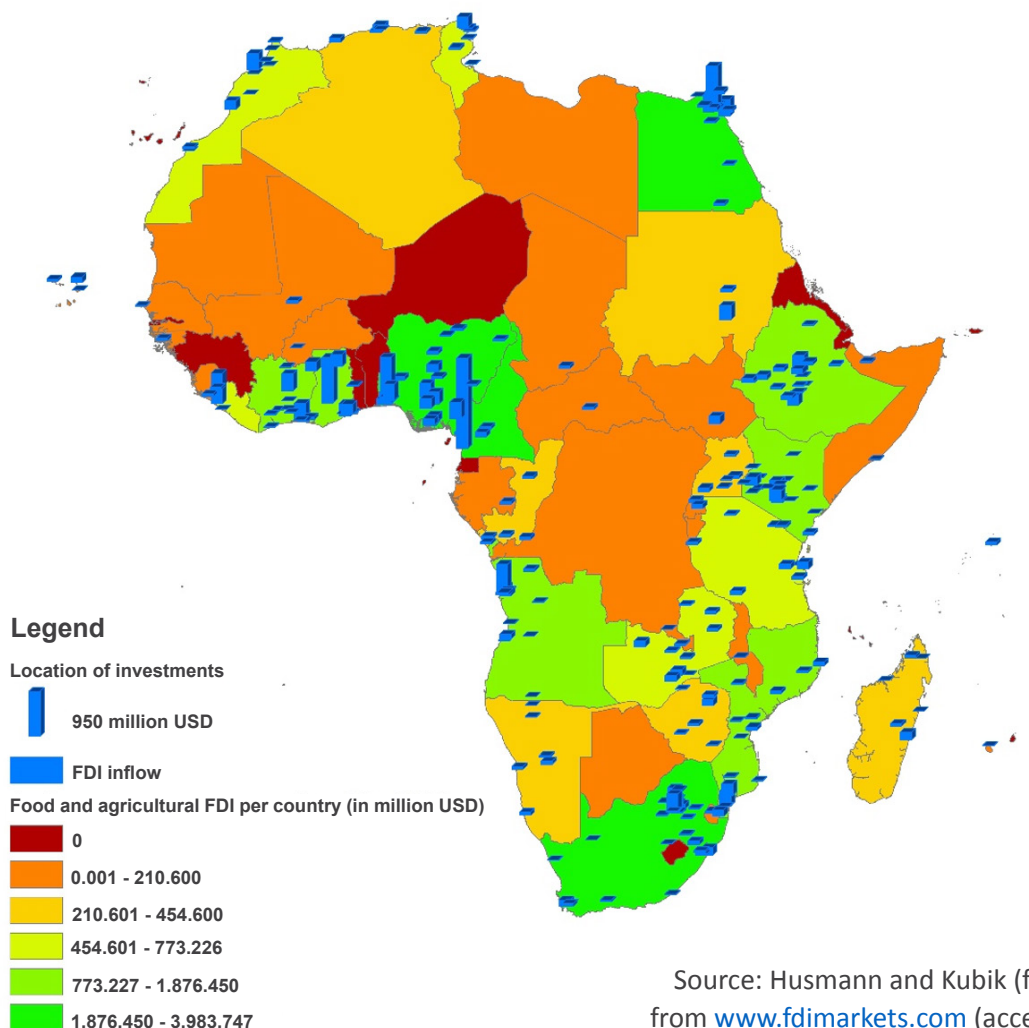 Legend
Location of investments
950 million USD
FDI inflow
Food and agricultural FDI per country (in million USD)
0
0.001 - 210.600
210.601 - 454.600
454.601 - 773.226
773.227 - 1.876.450
1.876.450 - 3.983.747
Source: Husmann and Kubik (f
from www.fdimarkets.com (acce